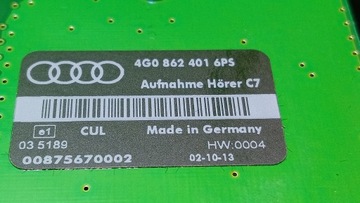 4G0 862 401 6PS
Aufnahme Hörer C7
e1 CUL Made in Germany
03 5189 HW:0004
00875670002 02-10-13